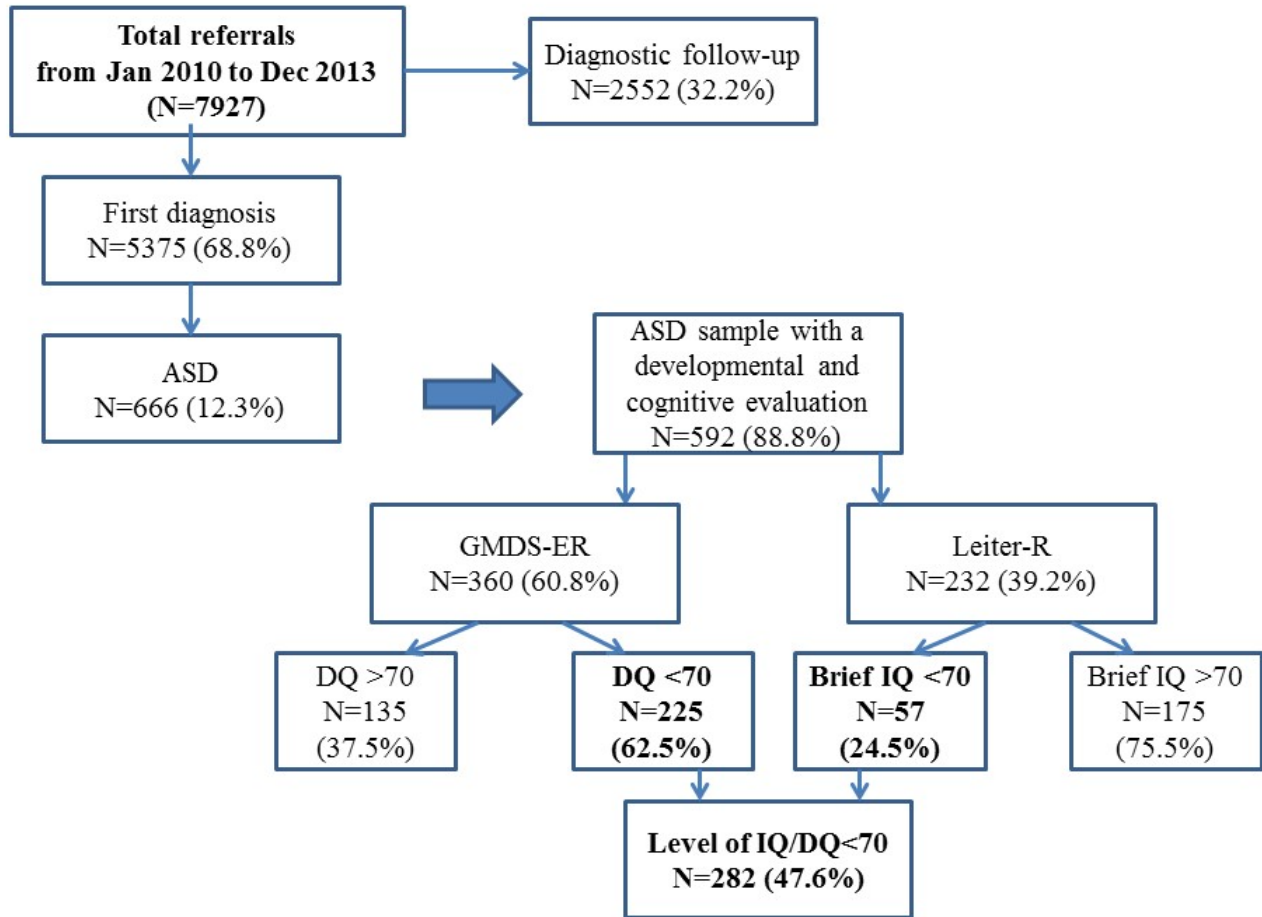 Total referrals
from Jan 2010 to Dec 2013
(N=7927)
Diagnostic follow-up
N=2552 (32.2%)
First diagnosis
N=5375 (68.8%)
ASD
N=666 (12.3%)
ASD sample with a
developmental and
cognitive evaluation
N=592 (88.8%)
GMDS-ER
N=360 (60.8%)
Leiter-R
N=232 (39.2%)
DQ >70
N=135
(37.5%)
DQ <70
N=225
(62.5%)
Brief IQ <70
N=57
(24.5%)
Brief IQ >70
N=175
(75.5%)
Level of IQ/DQ<70
N=282 (47.6%)